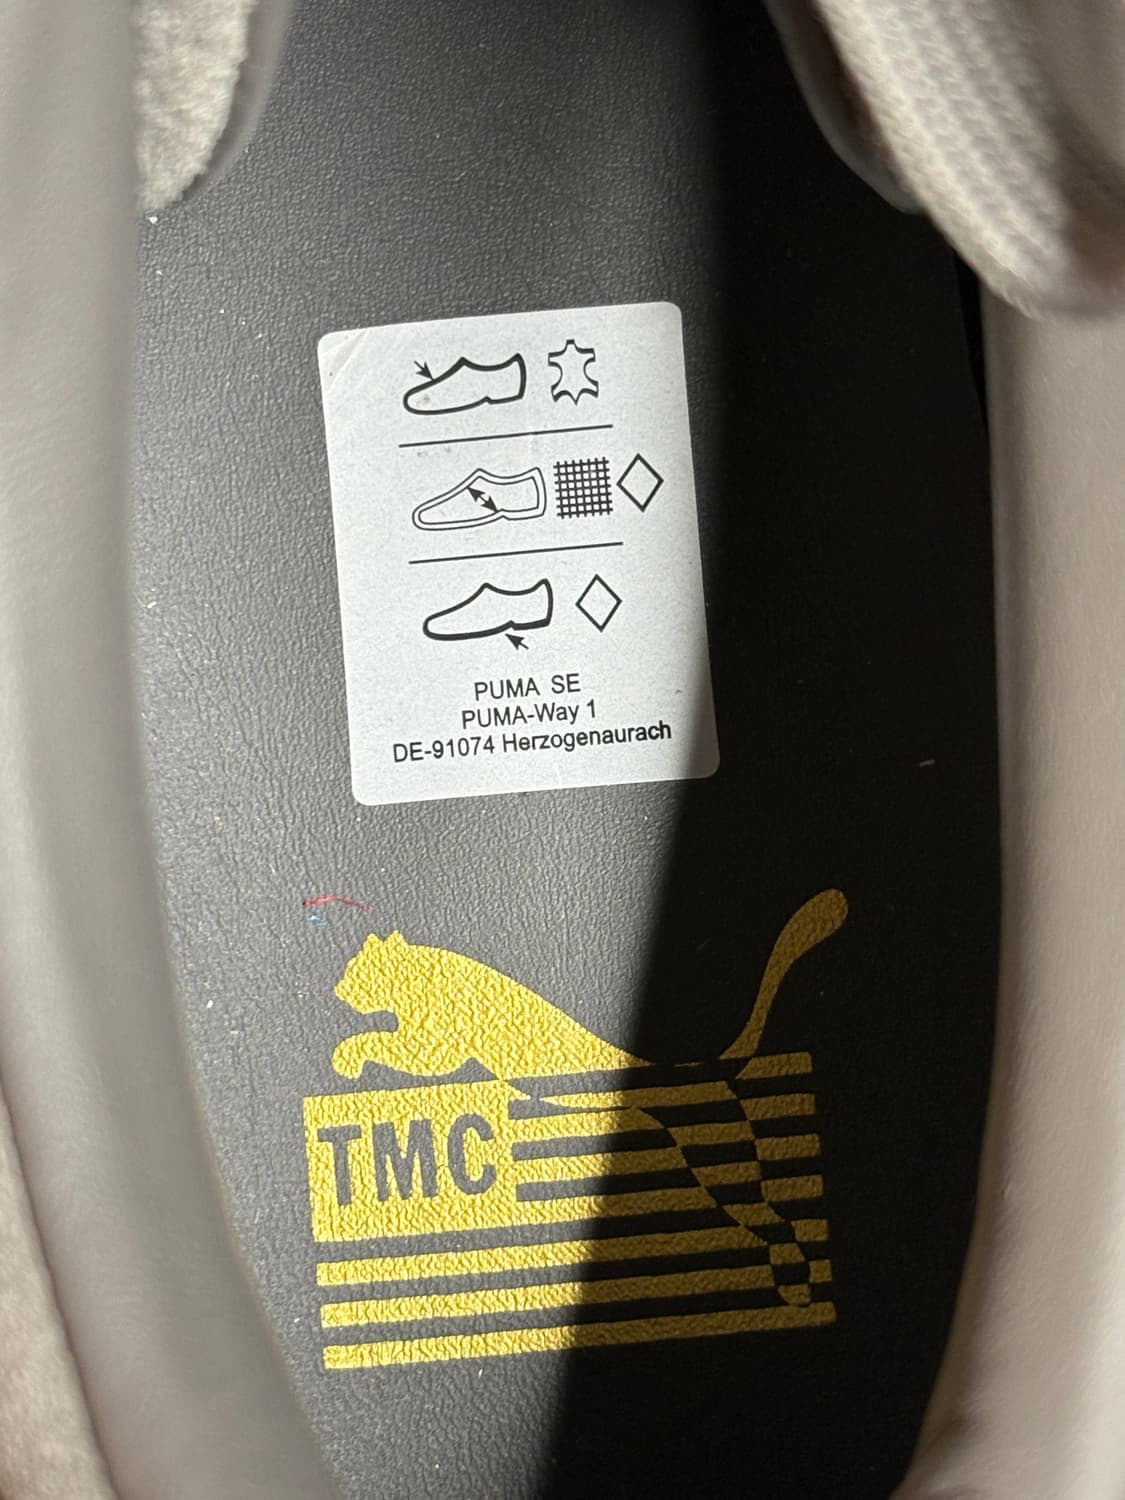 PUMA SE
PUMA-Way 1
DE-91074 Herzogenaurach
TMC